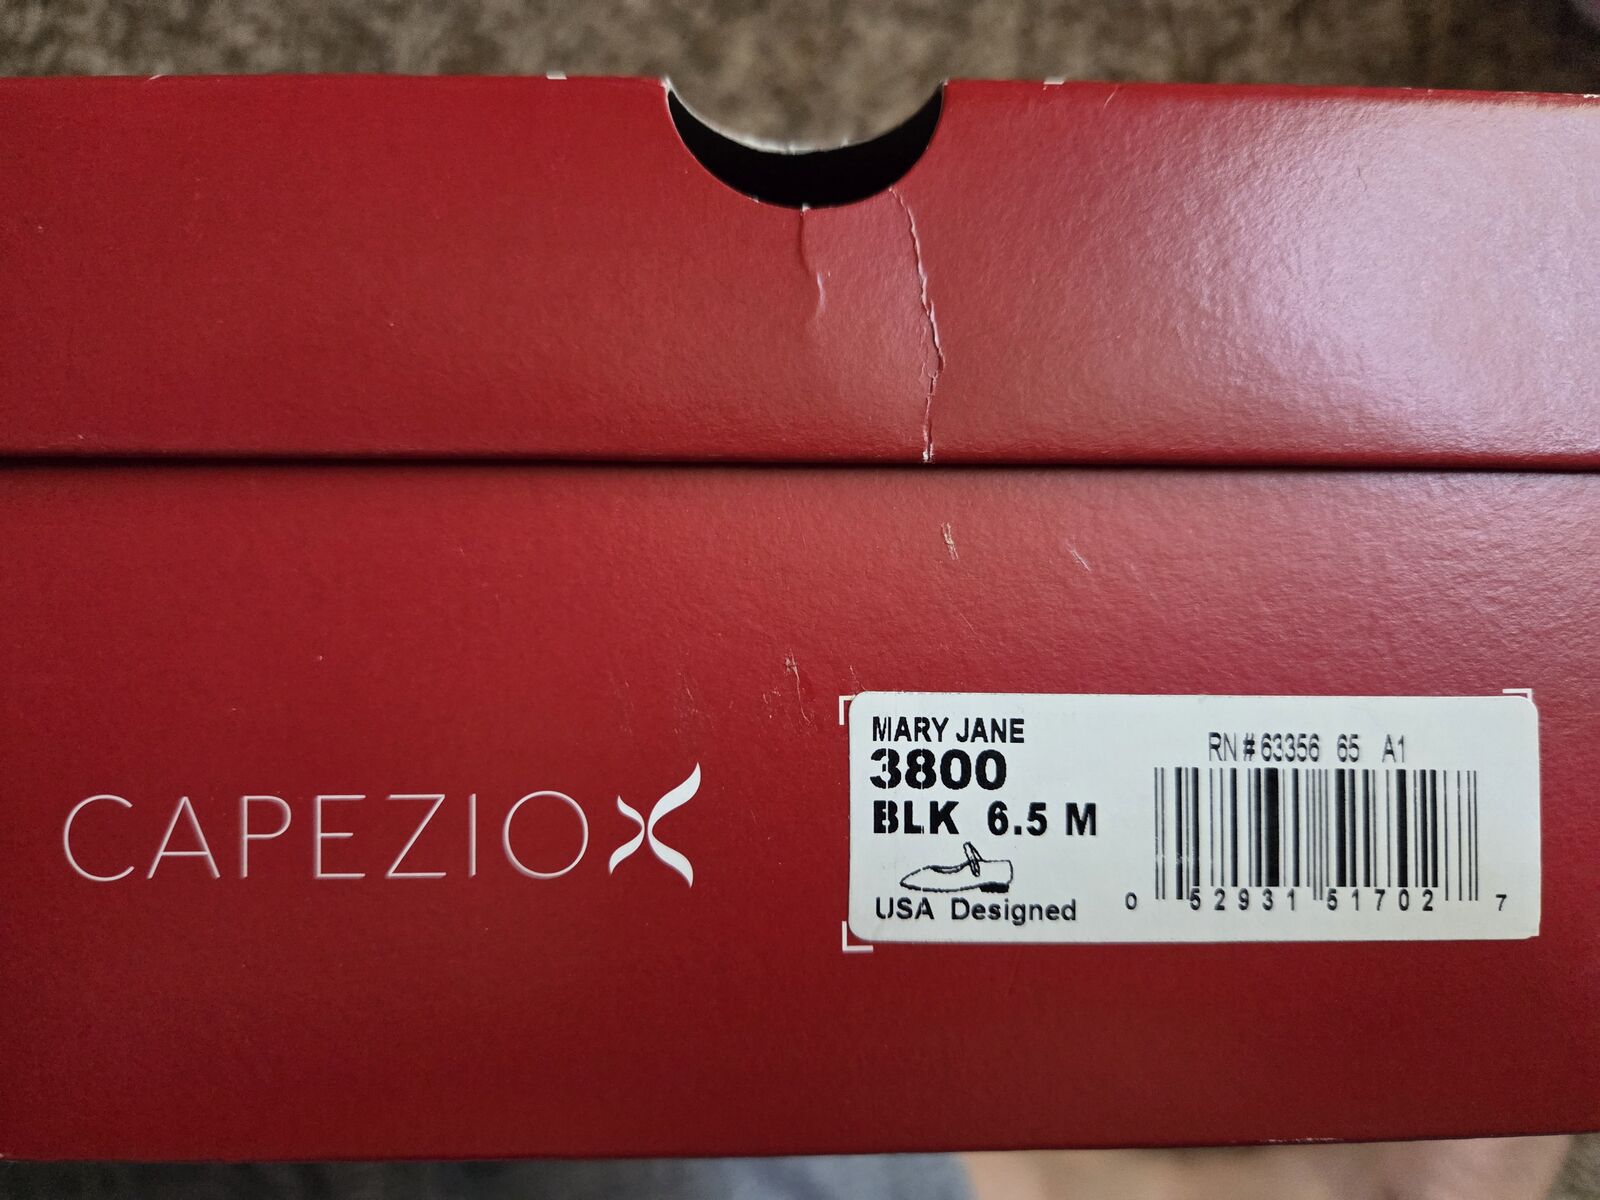 CAPEZIO
MARY JANE
3800
BLK 6.5 M
USA Designed
RN # 63356 65 A1
0 52931 51702 7